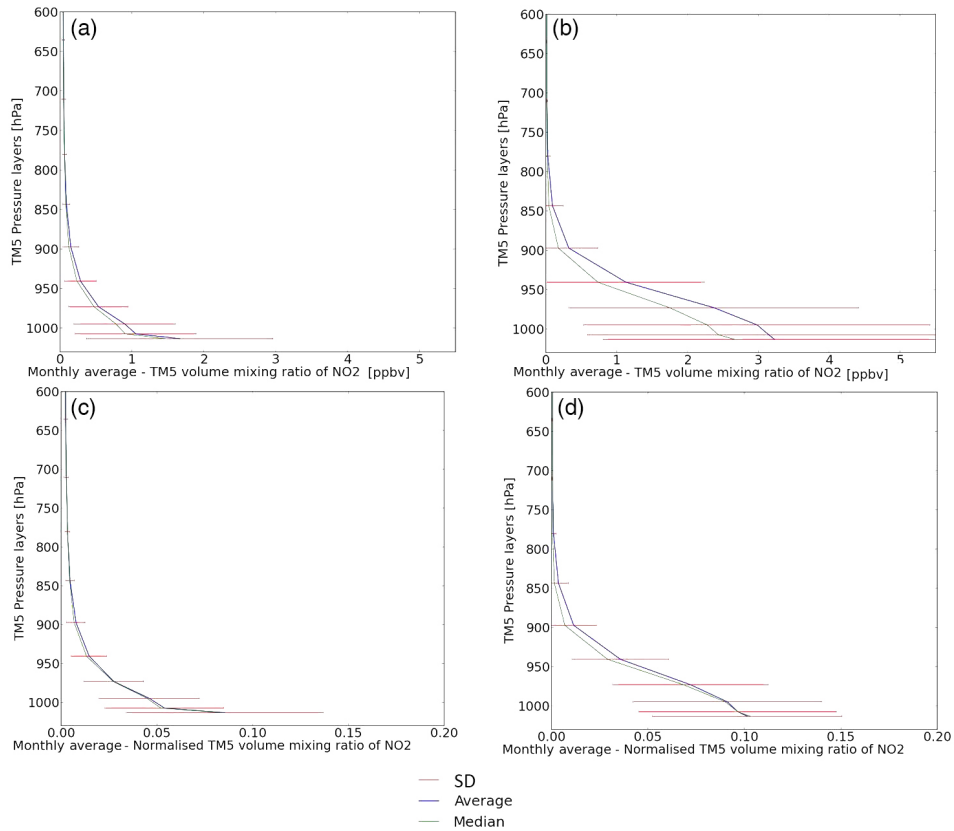 (a)
600
650
700
750
800
850
900
950
1000
TM5 Pressure layers [hPa]
0 1 2 3 4 5
Monthly average - TM5 volume mixing ratio of NO2 [ppbv]
(b)
600
650
700
750
800
850
900
950
1000
TM5 Pressure layers [hPa]
0 1 2 3 4 5
Monthly average - TM5 volume mixing ratio of NO2 [ppbv]
(c)
600
650
700
750
800
850
900
950
1000
TM5 Pressure layers [hPa]
0.00 0.05 0.10 0.15 0.20
Monthly average - Normalised TM5 volume mixing ratio of NO2
(d)
600
650
700
750
800
850
900
950
1000
TM5 Pressure layers [hPa]
0.00 0.05 0.10 0.15 0.20
Monthly average - Normalised TM5 volume mixing ratio of NO2
SD
Average
Median